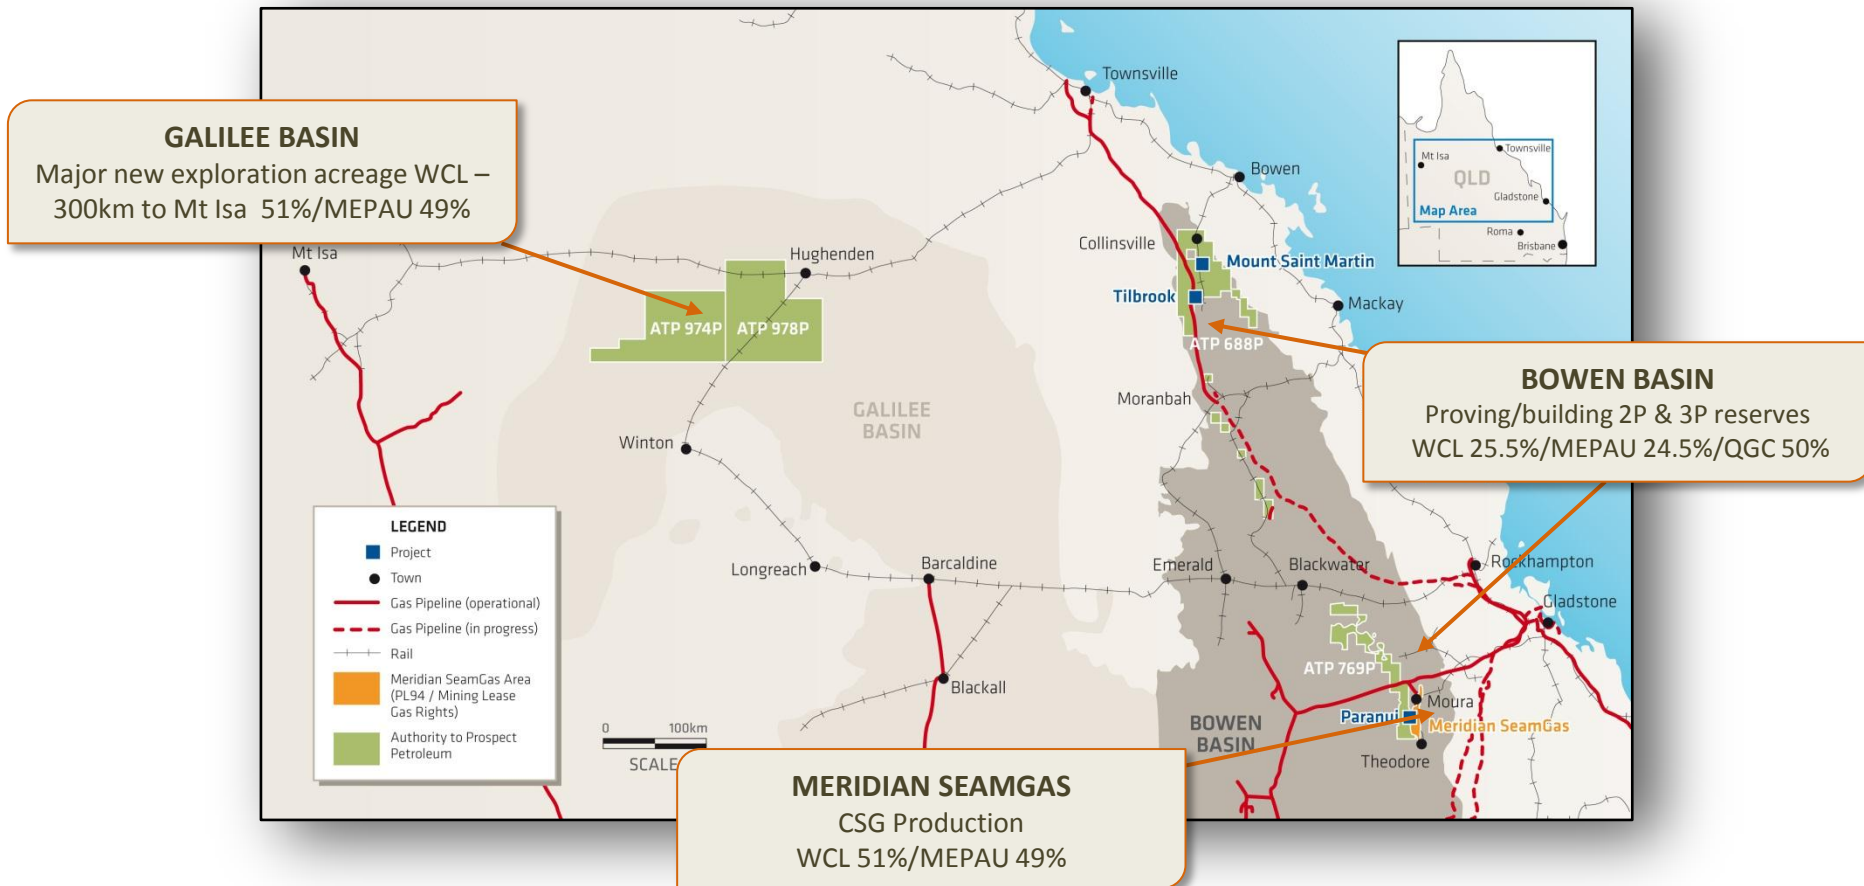 GALILEE BASIN
Major new exploration acreage WCL –
300km to Mt Isa 51%/MEPAU 49%
Townsville
Bowen
Collinsville
Mount Saint Martin
Tilbrook
Mackay
Mt Isa
Hughenden
ATP 974P
ATP 978P
ATP 688P
Mt Isa
Townsville
QLD
Gladstone
Map Area
Roma
Brisbane
BOWEN BASIN
Proving/building 2P & 3P reserves
WCL 25.5%/MEPAU 24.5%/QGC 50%
GALILEE
BASIN
Moranbah
Winton
Longreach
Barcaldine
Emerald
Blackwater
Rockhampton
Gladstone
Blackall
ATP 769P
Moura
Paranui
Meridian SeamGas
Theodore
BOWEN
BASIN
LEGEND
Project
Town
Gas Pipeline (operational)
Gas Pipeline (in progress)
Rail
Meridian SeamGas Area
(PL94 / Mining Lease
Gas Rights)
Authority to Prospect
Petroleum
0 100km
SCALE
MERIDIAN SEAMGAS
CSG Production
WCL 51%/MEPAU 49%